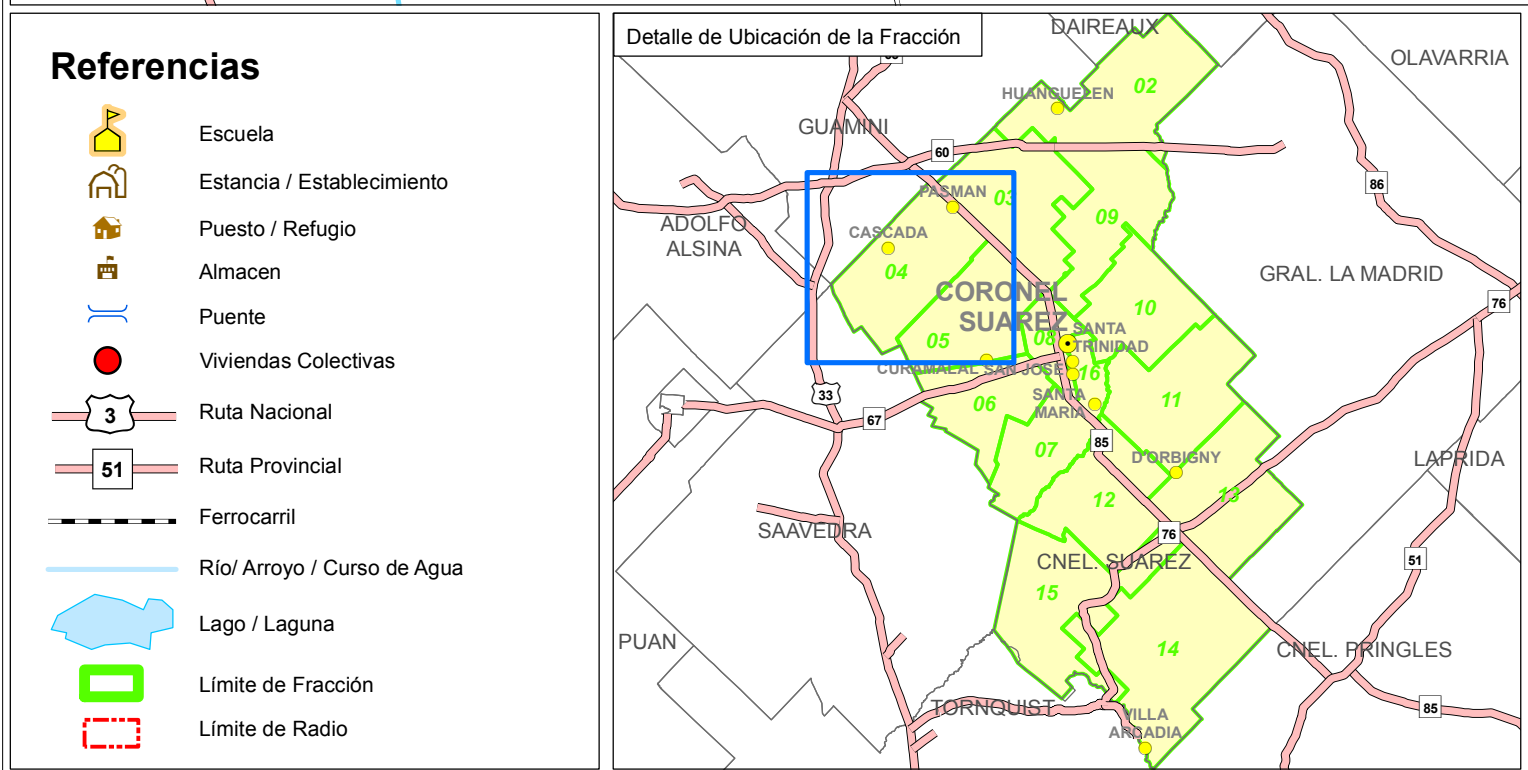 Referencias
Escuela
Estancia / Establecimiento
Puesto / Refugio
Almacen
Puente
Viviendas Colectivas
3
Ruta Nacional
51
Ruta Provincial
Ferrocarril
Río/ Arroyo / Curso de Agua
Lago / Laguna
Límite de Fracción
Límite de Radio
Detalle de Ubicación de la Fracción
DAIREAUX
OLAVARRIA
02
HUANGUELEN
GUAMINI
60
86
PASMAN
03
09
ADOLFO
ALSINA
CASCADA
04
GRAL. LA MADRID
CORONEL
SUAREZ
10
76
05
08
SANTA
TRINIDAD
CURAMALAL
SAN JOSE
16
33
06
SANTA
MARIA
11
67
85
07
D'ORBIGNY
LAPRIDA
12
13
SAAVEDRA
76
CNEL. SUAREZ
51
15
PUAN
14
CNEL. PRINGLES
TORNQUIST
85
VILLA
ARCADIA